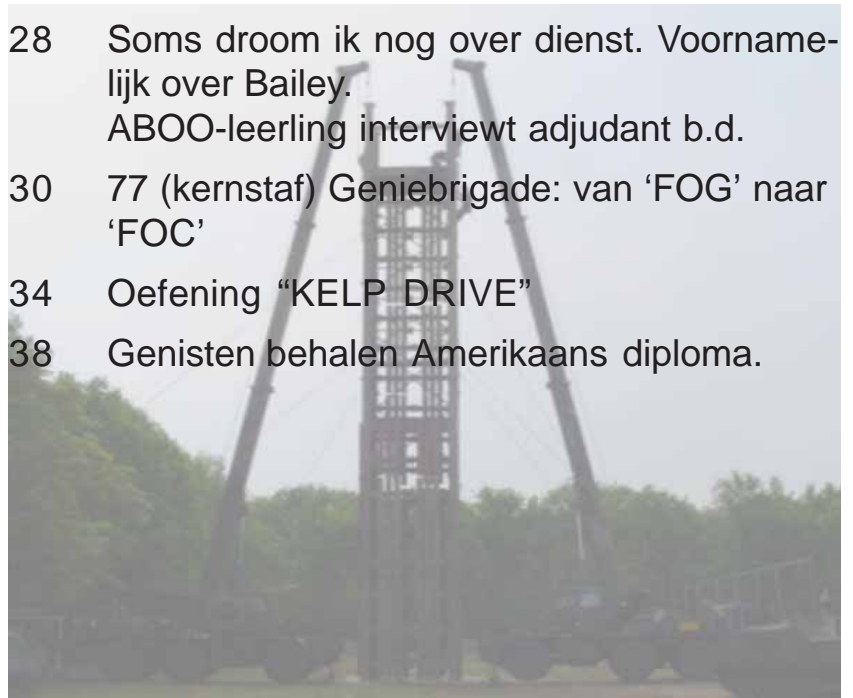 28 Soms droom ik nog over dienst. Voorname-
lijk over Bailey.
ABOO-leerling interviewt adjudant b.d.
30 77 (kernstaf) Geniebrigade: van ‘FOG’ naar
‘FOC’
34 Oefening “KELP DRIVE”
38 Genisten behalen Amerikaans diploma.